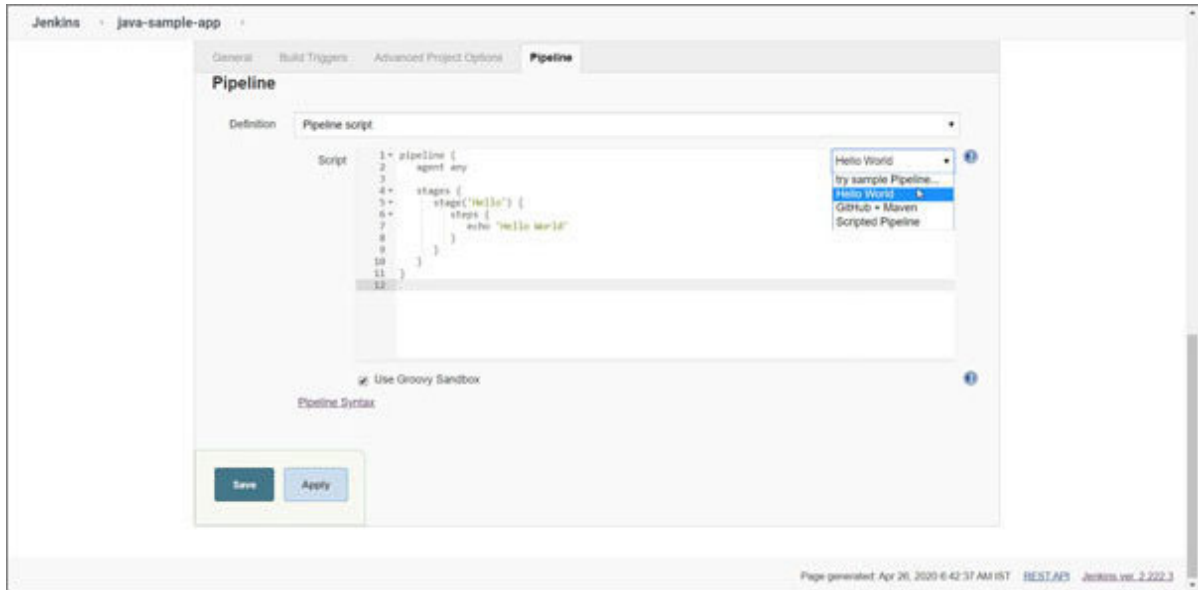 Jenkins java-sample-app
General Build Triggers Advanced Project Options Pipeline
Pipeline
Definition Pipeline script
Script
1 pipeline {
2 agent any
3
4 stages {
5 stage('Hello') {
6 steps {
7 echo 'Hello World'
8 }
9 }
10 }
11 }
12
Hello World
try sample Pipeline...
Hello World
GitHub + Maven
Scripted Pipeline
Use Groovy Sandbox
Pipeline Syntax
Save Apply
Page generated: Apr 26, 2020 6:42:37 AM IST REST API Jenkins ver. 2.222.3